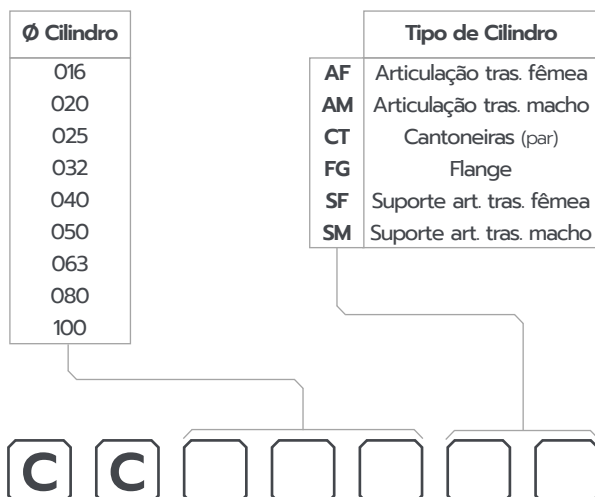 Ø Cilindro
016
020
025
032
040
050
063
080
100
Tipo de Cilindro
AF Articulação tras. fêmea
AM Articulação tras. macho
CT Cantoneiras (par)
FG Flange
SF Suporte art. tras. fêmea
SM Suporte art. tras. macho
C C